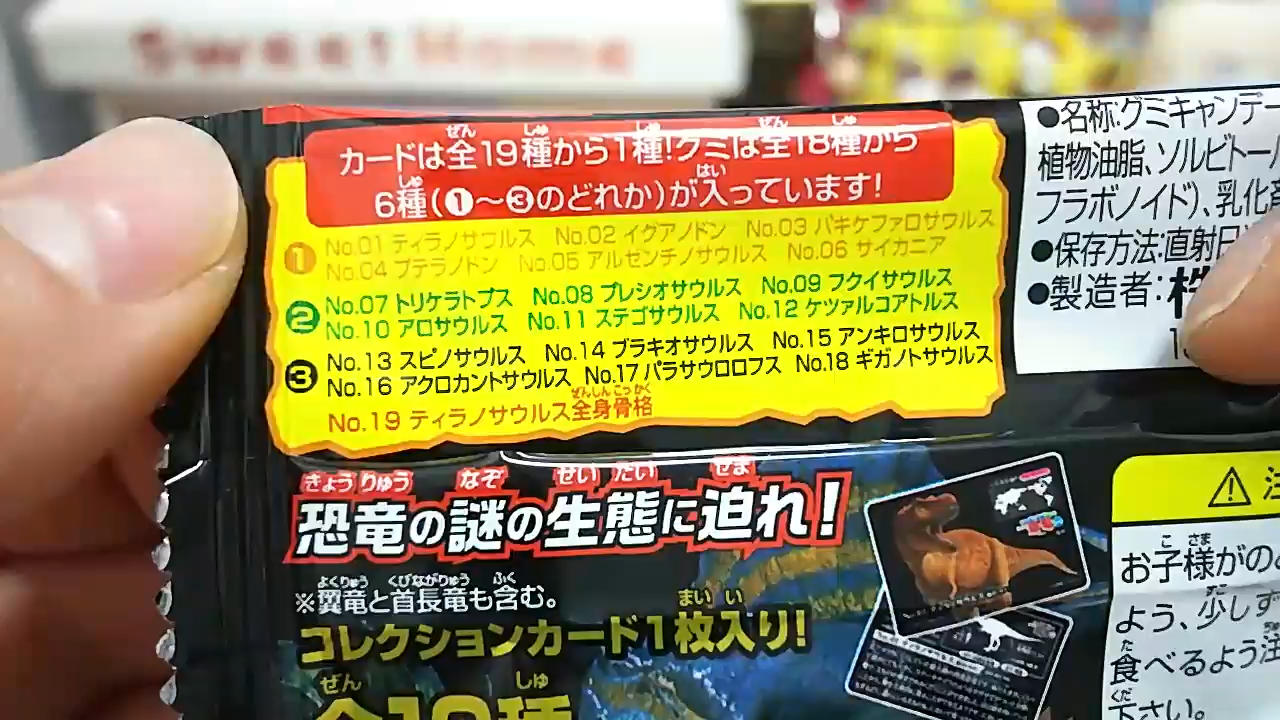 Sweet Home
カードは全19種から1種!グミは全18種から
6種(❶〜❸のどれか)が入っています!
① No.01 ティラノサウルス No.02 イグアノドン No.03 パキケファロサウルス
No.04 プテラノドン No.05 アルゼンチノサウルス No.06 サイカニア
② No.07 トリケラトプス No.08 プレシオサウルス No.09 フクイサウルス
No.10 アロサウルス No.11 ステゴサウルス No.12 ケツァルコアトルス
❸ No.13 スピノサウルス No.14 ブラキオサウルス No.15 アンキロサウルス
No.16 アクロカントサウルス No.17 パラサウロロフス No.18 ギガノトサウルス
No.19 ティラノサウルス全身骨格
恐竜の謎の生態に迫れ!
※翼竜と首長竜も含む。
コレクションカード1枚入り!
●名称:グミキャンデー
植物油脂、ソルビトール
フラボノイド)、乳化
●保存方法:直射日
●製造者:株
お子様がの
よう、少しず
食べるよう注
下さい。